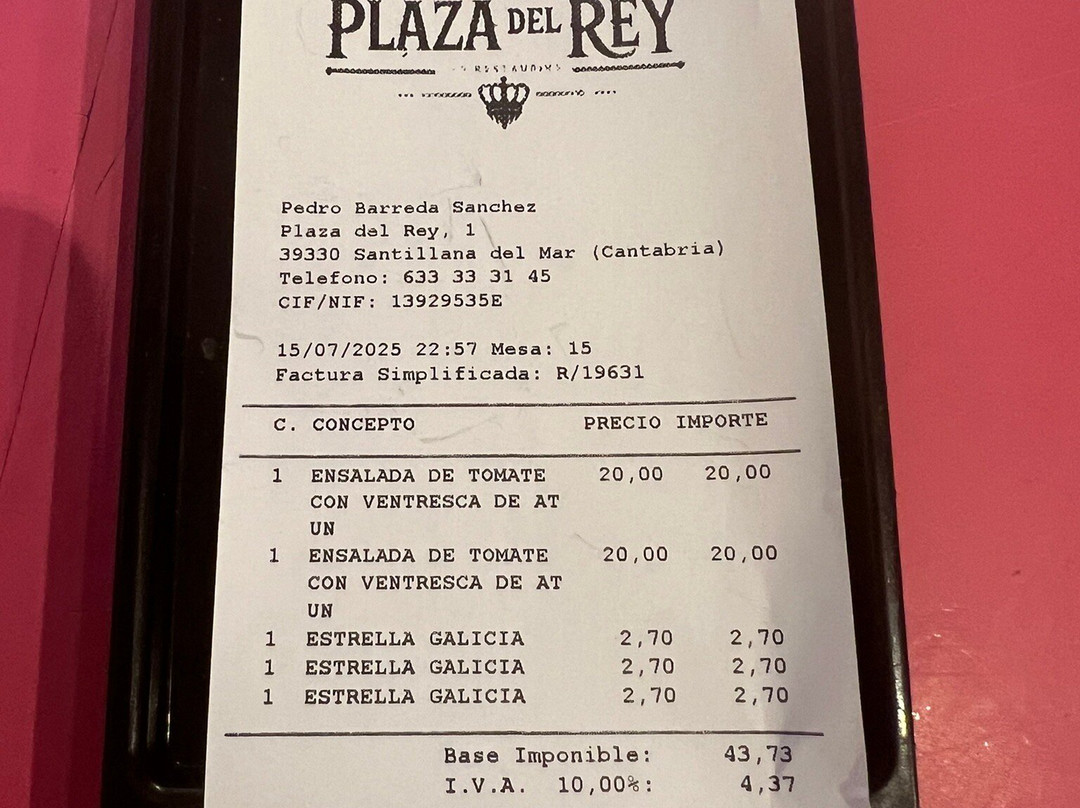 PLAZA DEL REY
Pedro Barreda Sanchez
Plaza del Rey, 1
39330 Santillana del Mar (Cantabria)
Telefono: 633 33 31 45
CIF/NIF: 13929535E
15/07/2025 22:57 Mesa: 15
Factura Simplificada: R/19631
C. CONCEPTO PRECIO IMPORTE
1 ENSALADA DE TOMATE 20,00 20,00
CON VENTRESCA DE AT
UN
1 ENSALADA DE TOMATE 20,00 20,00
CON VENTRESCA DE AT
UN
1 ESTRELLA GALICIA 2,70 2,70
1 ESTRELLA GALICIA 2,70 2,70
1 ESTRELLA GALICIA 2,70 2,70
Base Imponible: 43,73
I.V.A. 10,00%: 4,37